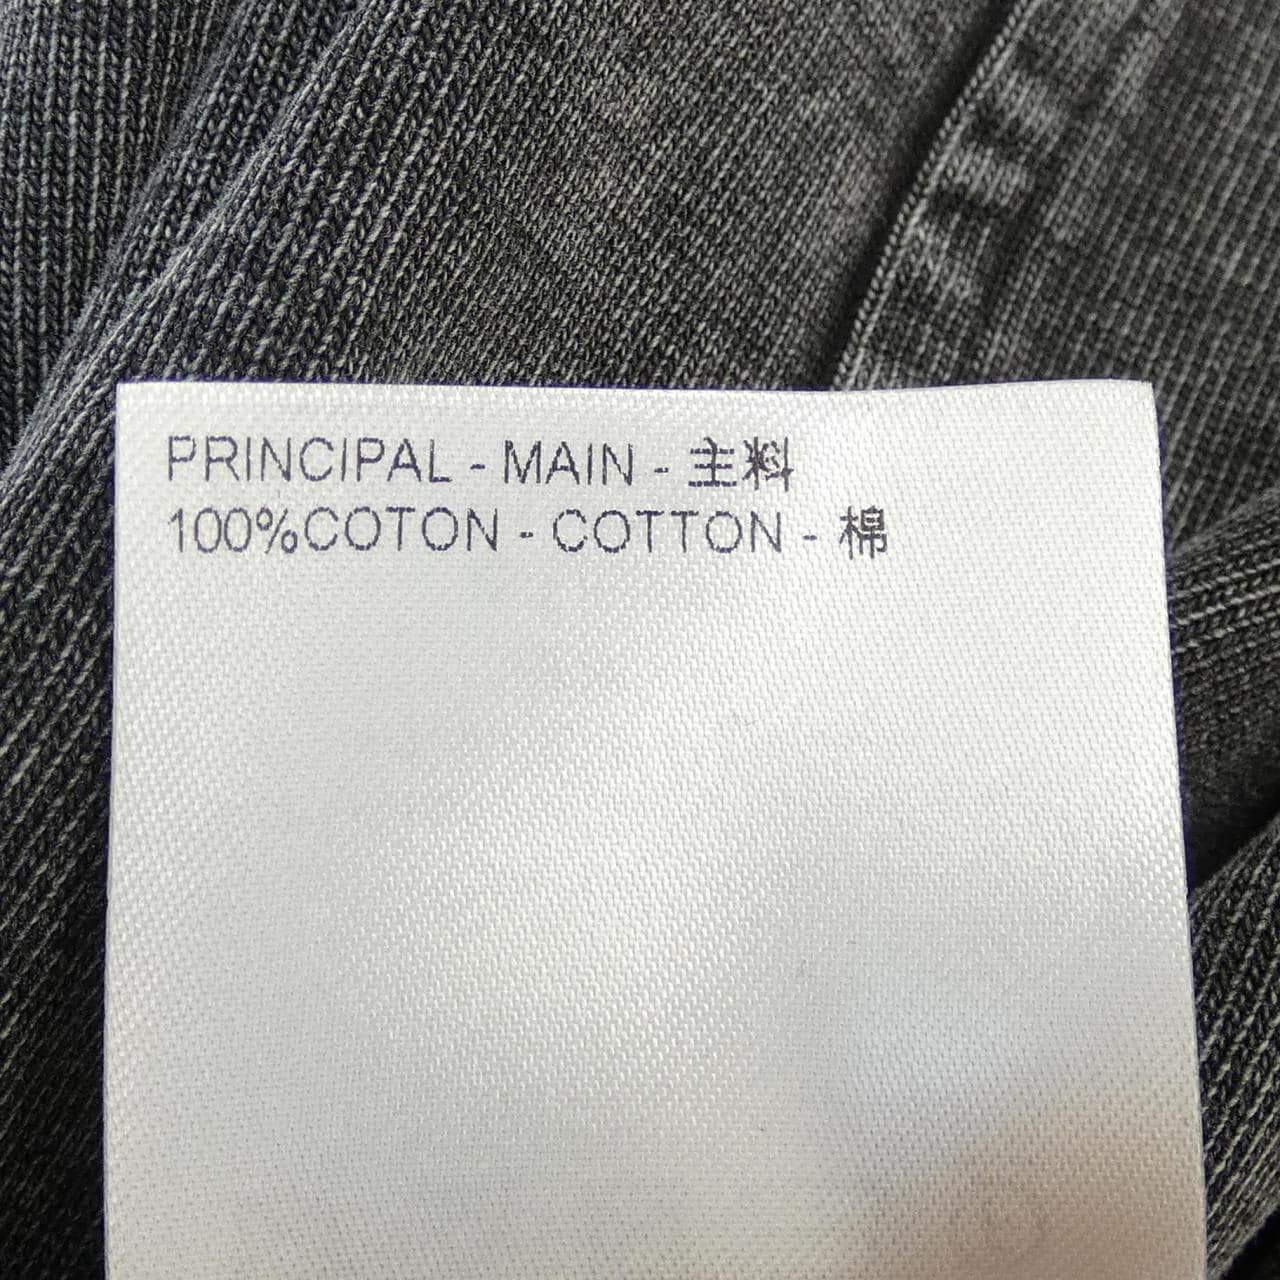 PRINCIPAL - MAIN - 主料
100%COTON - COTTON - 棉